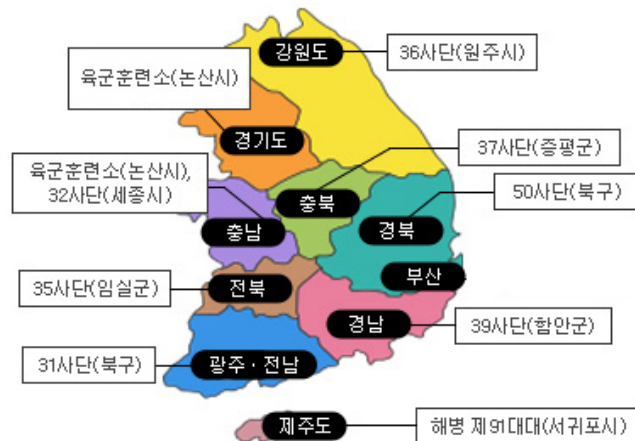 강원도
36사단(원주시)
육군훈련소(논산시)
경기도
37사단(증평군)
육군훈련소(논산시),
32사단(세종시)
충북
50사단(북구)
충남
경북
부산
35사단(임실군)
전북
경남
39사단(함안군)
31사단(북구)
광주·전남
제주도
해병 제91대대(서귀포시)